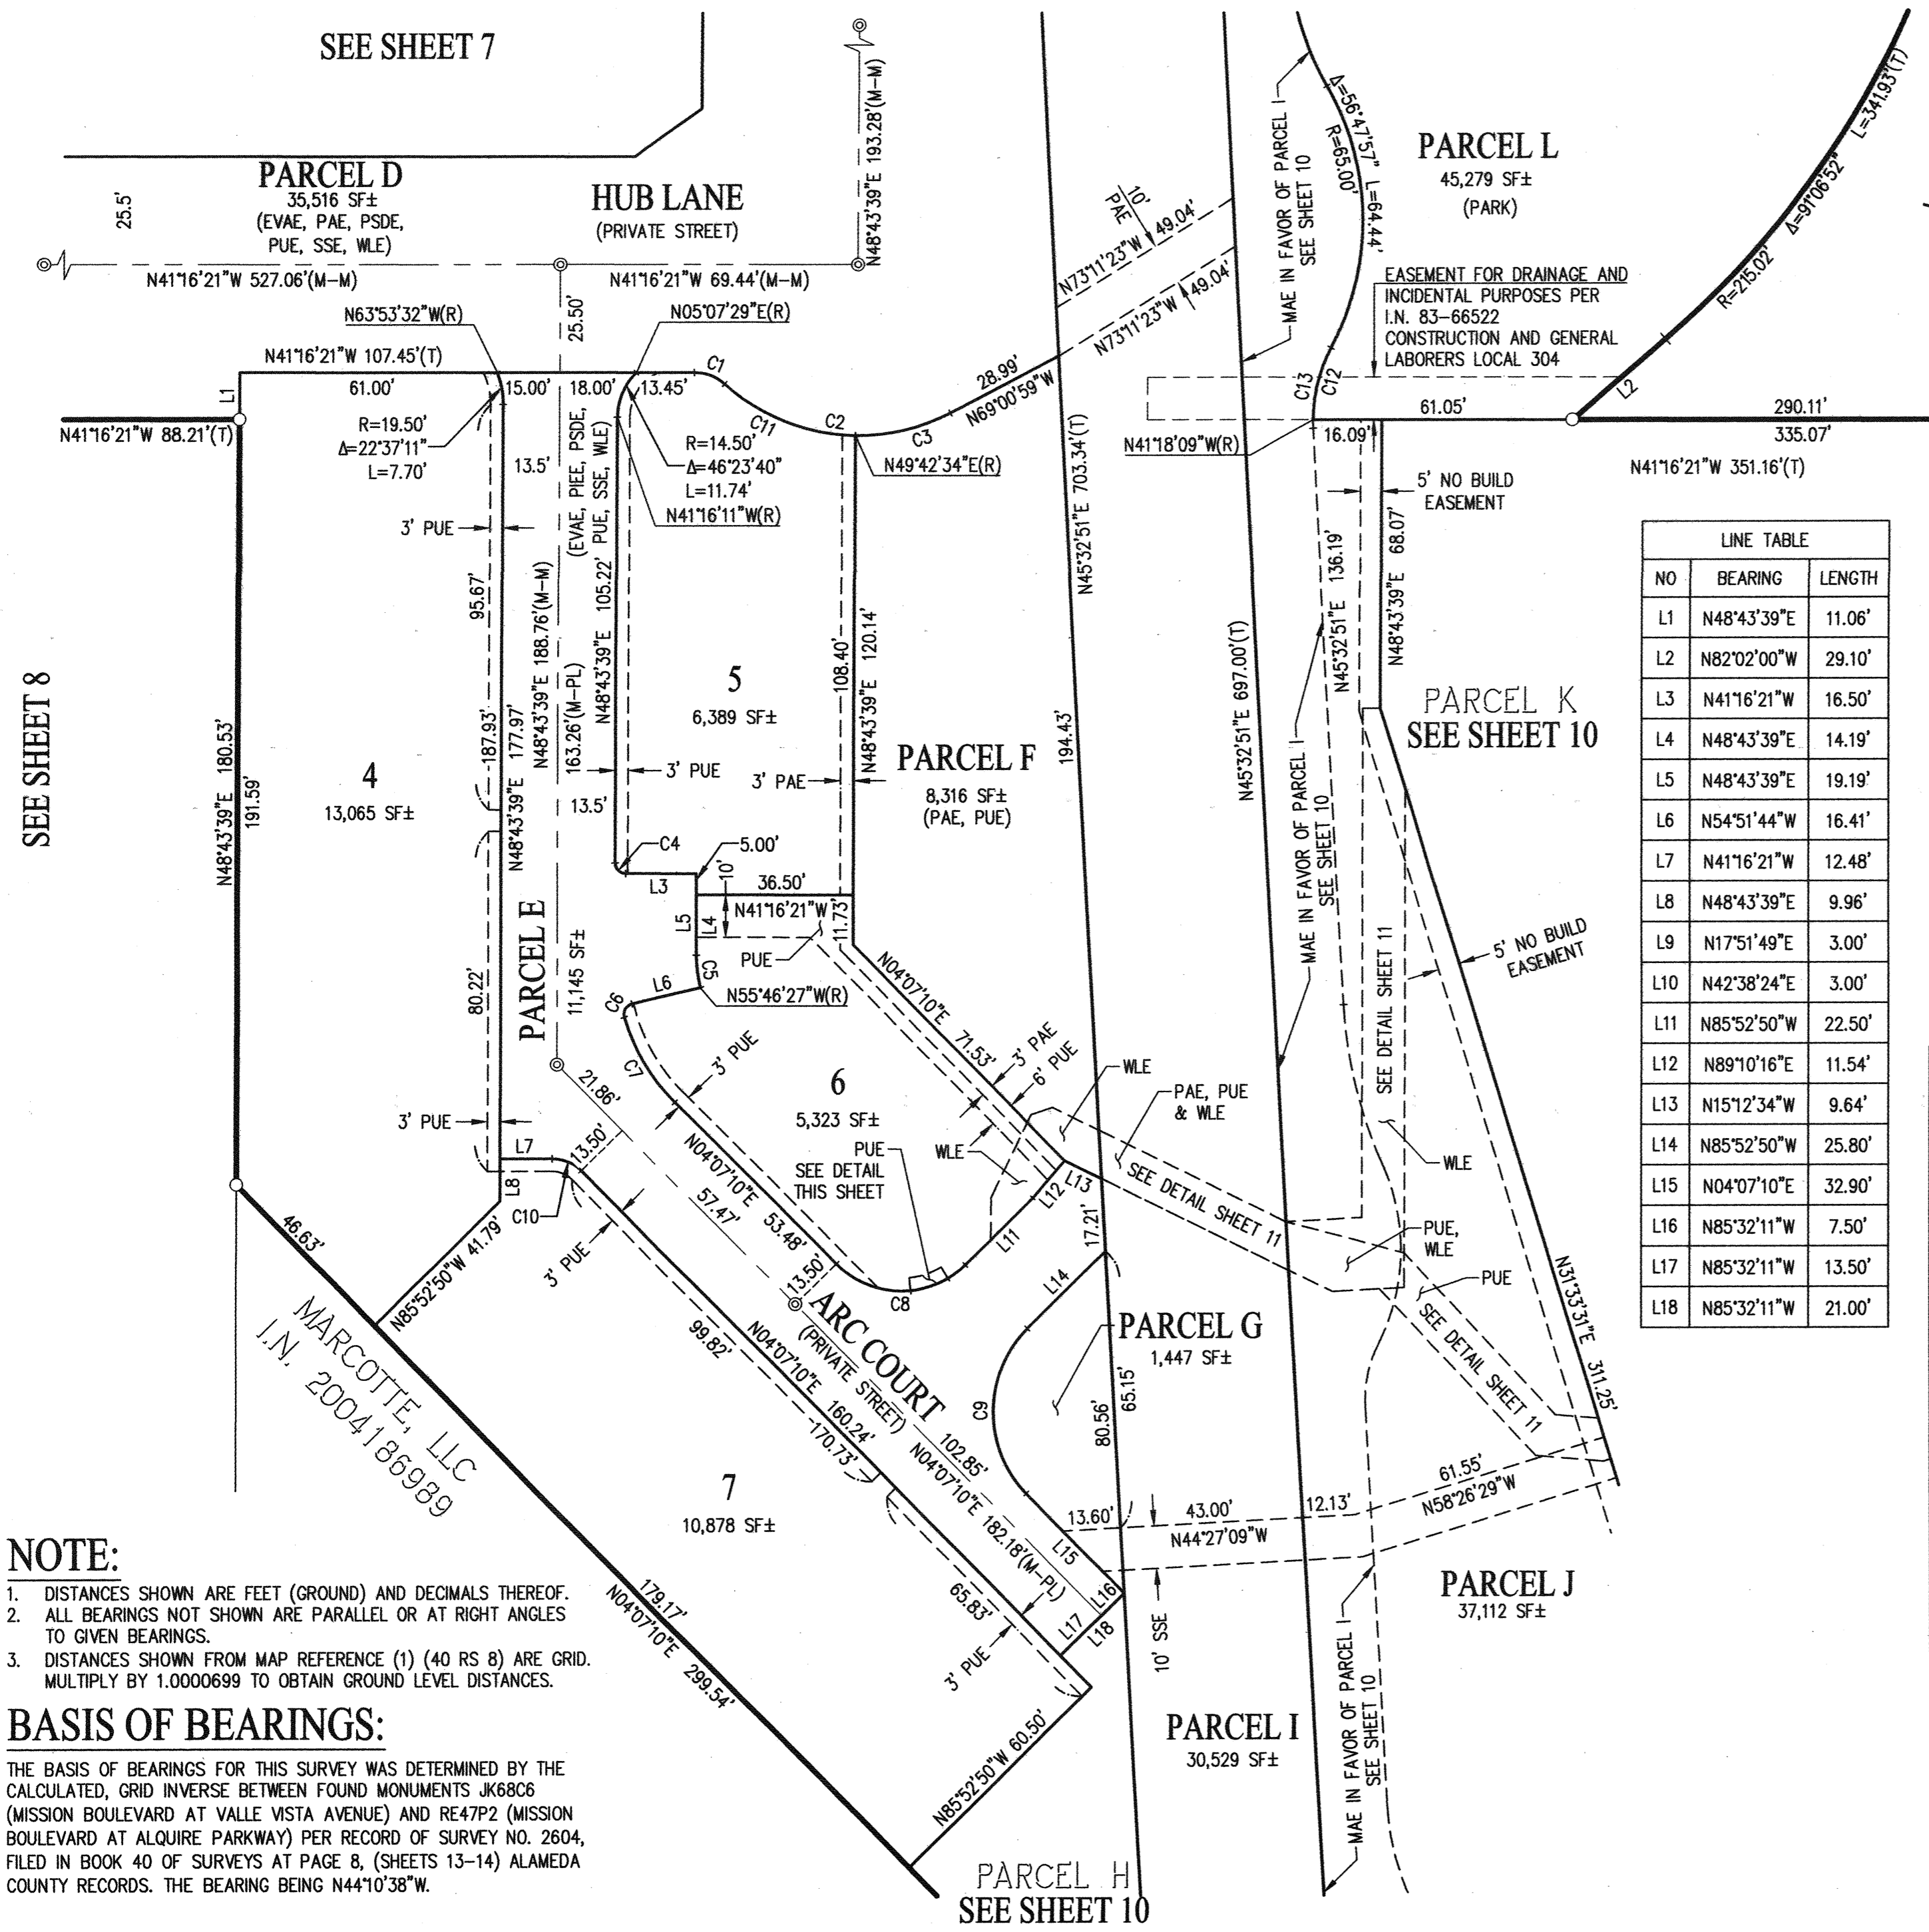 SEE SHEET 7
PARCEL D
35,516 SF±
(EVAE, PAE, PSDE,
PUE, SSE, WLE)
25.5'
HUB LANE
(PRIVATE STREET)
N48°43'39"E 193.28'(M-M)
N41°16'21"W 527.06'(M-M)
N41°16'21"W 69.44'(M-M)
N63°53'32"W(R)
N05°07'29"E(R)
25.50'
N41°16'21"W 107.45'(T)
L1
61.00'
15.00'
18.00'
13.45'
C1
C11
C2
C3
28.99'
N69°00'59"W
N41°16'21"W 88.21'(T)
R=19.50'
Δ=22°37'11"
L=7.70'
13.5'
(EVAE, PIEE, PSDE,
PUE, SSE, WLE)
R=14.50'
Δ=46°23'40"
L=11.74'
N41°16'11"W(R)
N49°42'34"E(R)
10'
PAE
N73°11'23"W 49.04'
N73°11'23"W 49.04'
MAE IN FAVOR OF PARCEL I
SEE SHEET 10
Δ=56°47'57" L=64.44'
R=65.00'
PARCEL L
45,279 SF±
(PARK)
Δ=91°06'52" L=341.93'(T)
R=215.02'
EASEMENT FOR DRAINAGE AND
INCIDENTAL PURPOSES PER
I.N. 83-66522
CONSTRUCTION AND GENERAL
LABORERS LOCAL 304
C13
C12
L2
61.05'
290.11'
335.07'
N41°18'09"W(R)
16.09'
N41°16'21"W 351.16'(T)
5' NO BUILD
EASEMENT
3' PUE
95.67'
187.93'
N48°43'39"E 177.97'
N48°43'39"E 188.76'(M-M)
163.26'(M-PL)
N48°43'39"E 105.22'
5
6,389 SF±
108.40'
N48°43'39"E 120.14'
N45°32'51"E 703.34'(T)
194.43'
N45°32'51"E 697.00'(T)
N45°32'51"E 136.19'
N48°43'39"E 68.07'
PARCEL K
SEE SHEET 10
LINE TABLE
NO BEARING LENGTH
L1 N48°43'39"E 11.06'
L2 N82°02'00"W 29.10'
L3 N41°16'21"W 16.50'
L4 N48°43'39"E 14.19'
L5 N48°43'39"E 19.19'
L6 N54°51'44"W 16.41'
L7 N41°16'21"W 12.48'
L8 N48°43'39"E 9.96'
L9 N17°51'49"E 3.00'
L10 N42°38'24"E 3.00'
L11 N85°52'50"W 22.50'
L12 N89°10'16"E 11.54'
L13 N15°12'34"W 9.64'
L14 N85°52'50"W 25.80'
L15 N04°07'10"E 32.90'
L16 N85°32'11"W 7.50'
L17 N85°32'11"W 13.50'
L18 N85°32'11"W 21.00'
SEE SHEET 8
N48°43'39"E 180.53'
191.59'
4
13,065 SF±
13.5'
3' PUE
3' PAE
PARCEL F
8,316 SF±
(PAE, PUE)
MAE IN FAVOR OF PARCEL I
SEE SHEET 10
C4
5.00'
L3
10'
36.50'
N41°16'21"W
L5
L4
11.73'
PUE
C5
L6
N55°46'27"W(R)
C6
C7
80.22'
PARCEL E
11,145 SF±
3' PUE
6
5,323 SF±
N04°07'10"E 71.53'
3' PAE
6' PUE
WLE
PAE, PUE
& WLE
WLE
PUE
SEE DETAIL
THIS SHEET
SEE DETAIL SHEET 11
5' NO BUILD
EASEMENT
WLE
21.86'
3' PUE
L7
13.50'
L8
C10
N04°07'10"E 53.48'
57.47'
13.50'
C8
L11
L12
L13
SEE DETAIL SHEET 11
17.21'
PUE,
WLE
PUE
SEE DETAIL SHEET 11
N31°33'31"E 311.25'
46.63'
N85°52'50"W 41.79'
3' PUE
MARCOTTE, LLC
I.N. 2004186989
99.82'
N04°07'10"E 160.24'
170.73'
ARC COURT
(PRIVATE STREET)
102.85'
N04°07'10"E 182.18'(M-PL)
L14
C9
PARCEL G
1,447 SF±
80.56'
65.15'
7
10,878 SF±
13.60'
43.00'
12.13'
61.55'
N44°27'09"W
N58°26'29"W
L15
L16
L17
L18
10' SSE
65.83'
3' PUE
179.17'
N04°07'10"E 299.54'
N85°52'50"W 60.50'
PARCEL J
37,112 SF±
PARCEL I
30,529 SF±
MAE IN FAVOR OF PARCEL I
SEE SHEET 10
PARCEL H
SEE SHEET 10
NOTE:
1. DISTANCES SHOWN ARE FEET (GROUND) AND DECIMALS THEREOF.
2. ALL BEARINGS NOT SHOWN ARE PARALLEL OR AT RIGHT ANGLES
TO GIVEN BEARINGS.
3. DISTANCES SHOWN FROM MAP REFERENCE (1) (40 RS 8) ARE GRID.
MULTIPLY BY 1.0000699 TO OBTAIN GROUND LEVEL DISTANCES.
BASIS OF BEARINGS:
THE BASIS OF BEARINGS FOR THIS SURVEY WAS DETERMINED BY THE
CALCULATED, GRID INVERSE BETWEEN FOUND MONUMENTS JK68C6
(MISSION BOULEVARD AT VALLE VISTA AVENUE) AND RE47P2 (MISSION
BOULEVARD AT ALQUIRE PARKWAY) PER RECORD OF SURVEY NO. 2604,
FILED IN BOOK 40 OF SURVEYS AT PAGE 8, (SHEETS 13-14) ALAMEDA
COUNTY RECORDS. THE BEARING BEING N44°10'38"W.